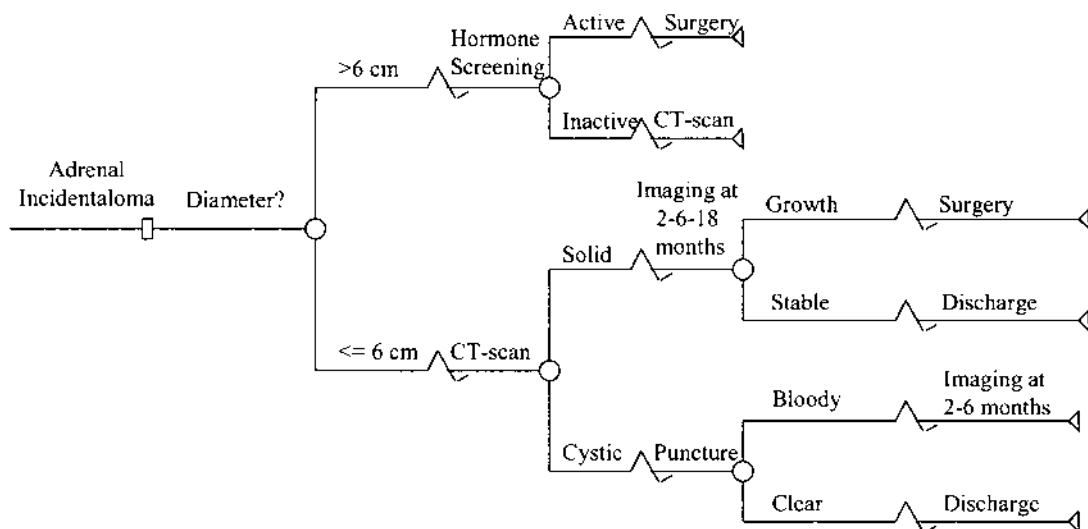 Active
Surgery
Hormone
Screening
>6 cm
Inactive
CT-scan
Adrenal
Incidentaloma
Diameter?
Imaging at
2-6-18
months
Growth
Surgery
Solid
Stable
Discharge
<= 6 cm
CT-scan
Imaging at
2-6 months
Bloody
Cystic
Puncture
Clear
Discharge